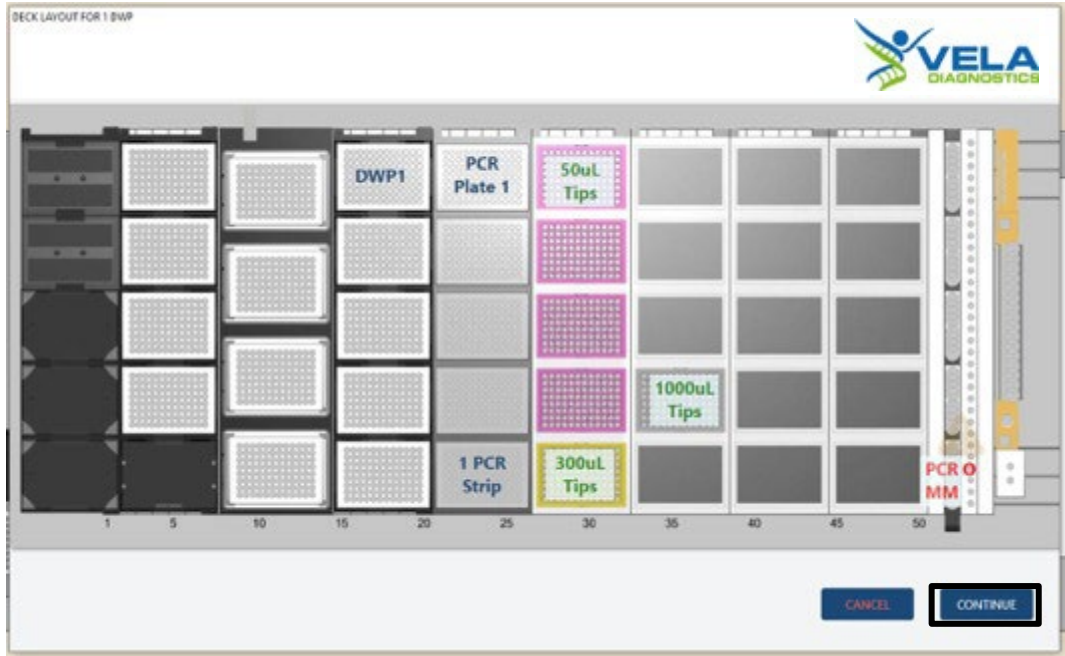 DECK LAYOUT FOR 1 DWP
VELA
DIAGNOSTICS
DWP1
PCR
Plate 1
50uL
Tips
1000uL
Tips
1 PCR
Strip
300uL
Tips
PCR
MM
1 5 10 15 20 25 30 35 40 45 50
CANCEL
CONTINUE